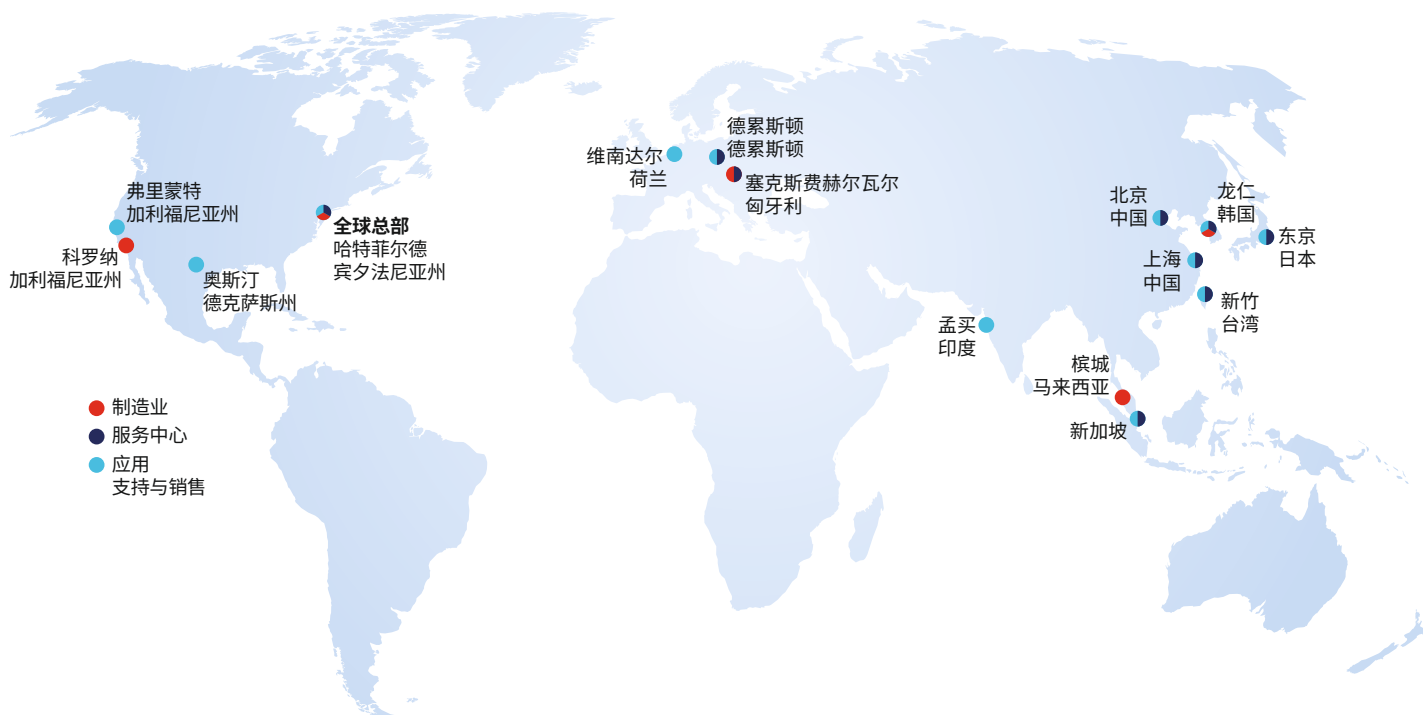 弗里蒙特
加利福尼亚州
科罗纳
加利福尼亚州
奥斯汀
德克萨斯州
全球总部
哈特菲尔德
宾夕法尼亚州
维南达尔
荷兰
德累斯顿
德累斯顿
塞克斯费赫尔瓦尔
匈牙利
北京
中国
龙仁
韩国
东京
日本
上海
中国
新竹
台湾
孟买
印度
槟城
马来西亚
新加坡
制造业
服务中心
应用
支持与销售